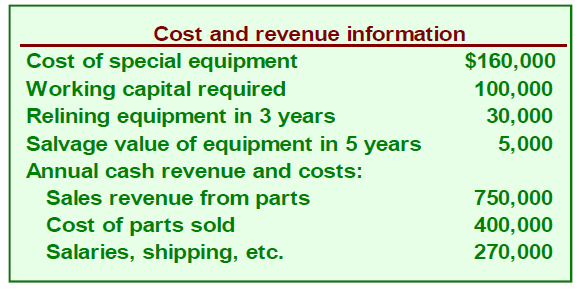 Cost and revenue information
Cost of special equipment $160,000
Working capital required 100,000
Relining equipment in 3 years 30,000
Salvage value of equipment in 5 years 5,000
Annual cash revenue and costs:
Sales revenue from parts 750,000
Cost of parts sold 400,000
Salaries, shipping, etc. 270,000